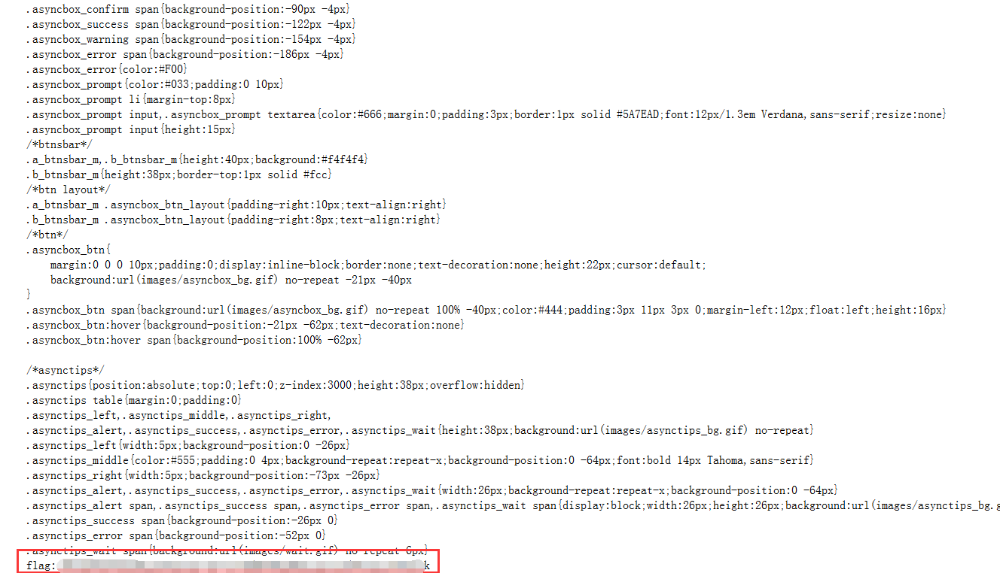 .asyncbox_confirm span{background-position:-90px -4px}
.asyncbox_success span{background-position:-122px -4px}
.asyncbox_warning span{background-position:-154px -4px}
.asyncbox_error span{background-position:-186px -4px}
.asyncbox_error{color:#F00}
.asyncbox_prompt{color:#033;padding:0 10px}
.asyncbox_prompt li{margin-top:8px}
.asyncbox_prompt input,.asyncbox_prompt textarea{color:#666;margin:0;padding:3px;border:1px solid #5A7EAD;font:12px/1.3em Verdana,sans-serif;resize:none}
.asyncbox_prompt input{height:15px}
/*btnsbar*/
.a_btnsbar_m,.b_btnsbar_m{height:40px;background:#f4f4f4}
.b_btnsbar_m{height:38px;border-top:1px solid #fcc}
/*btn layout*/
.a_btnsbar_m .asyncbox_btn_layout{padding-right:10px;text-align:right}
.b_btnsbar_m .asyncbox_btn_layout{padding-right:8px;text-align:right}
/*btn*/
.asyncbox_btn{
    margin:0 0 0 10px;padding:0;display:inline-block;border:none;text-decoration:none;height:22px;cursor:default;
    background:url(images/asyncbox_bg.gif) no-repeat -21px -40px
}
.asyncbox_btn span{background:url(images/asyncbox_bg.gif) no-repeat 100% -40px;color:#444;padding:3px 11px 3px 0;margin-left:12px;float:left;height:16px}
.asyncbox_btn:hover{background-position:-21px -62px;text-decoration:none}
.asyncbox_btn:hover span{background-position:100% -62px}
/*asynctips*/
.asynctips{position:absolute;top:0;left:0;z-index:3000;height:38px;overflow:hidden}
.asynctips table{margin:0;padding:0}
.asynctips_left,.asynctips_middle,.asynctips_right,
.asynctips_alert,.asynctips_success,.asynctips_error,.asynctips_wait{height:38px;background:url(images/asynctips_bg.gif) no-repeat}
.asynctips_left{width:5px;background-position:0 -26px}
.asynctips_middle{color:#555;padding:0 4px;background-repeat:repeat-x;background-position:0 -64px;font:bold 14px Tahoma,sans-serif}
.asynctips_right{width:5px;background-position:-73px -26px}
.asynctips_alert,.asynctips_success,.asynctips_error,.asynctips_wait{width:26px;background-repeat:repeat-x;background-position:0 -64px}
.asynctips_alert span,.asynctips_success span,.asynctips_error span,.asynctips_wait span{display:block;width:26px;height:26px;background:url(images/asynctips_bg.g
.asynctips_success span{background-position:-26px 0}
.asynctips_error span{background-position:-52px 0}
.asynctips_wait span{background:url(images/wait.gif) no-repeat 6px}
flag: k